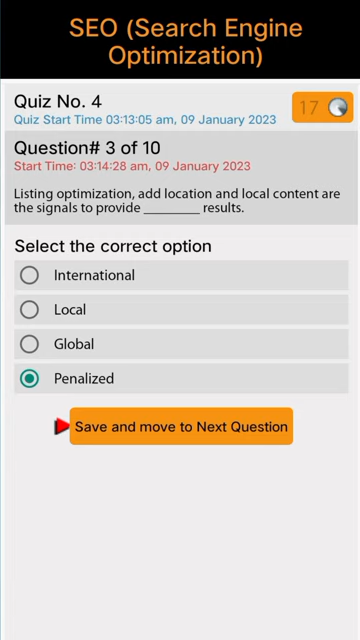 SEO (Search Engine
Optimization)
Quiz No. 4
17
Quiz Start Time 03:13:05 am, 09 January 2023
Question# 3 of 10
Start Time: 03:14:28 am, 09 January 2023
Listing optimization, add location and local content are
the signals to provide ________ results.
Select the correct option
International
Local
Global
Penalized
Save and move to Next Question